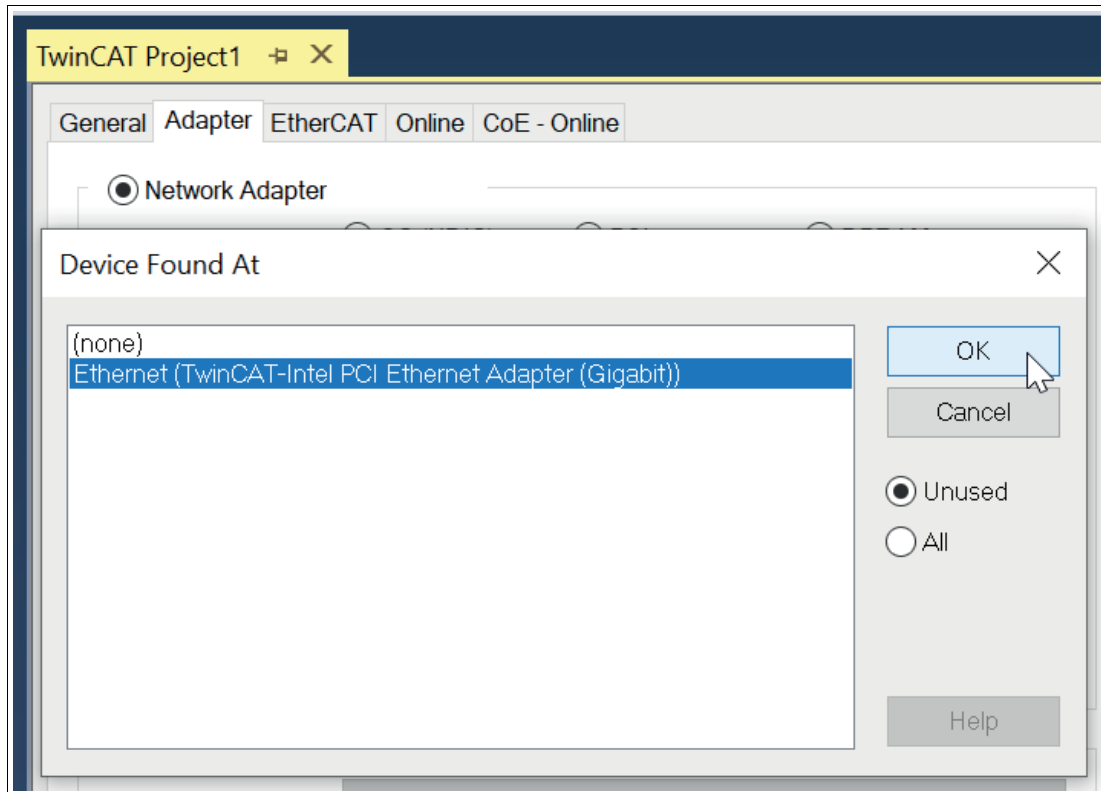 TwinCAT Project1
General Adapter EtherCAT Online CoE - Online
Network Adapter
Device Found At
(none)
Ethernet (TwinCAT-Intel PCI Ethernet Adapter (Gigabit))
OK
Cancel
Unused
All
Help